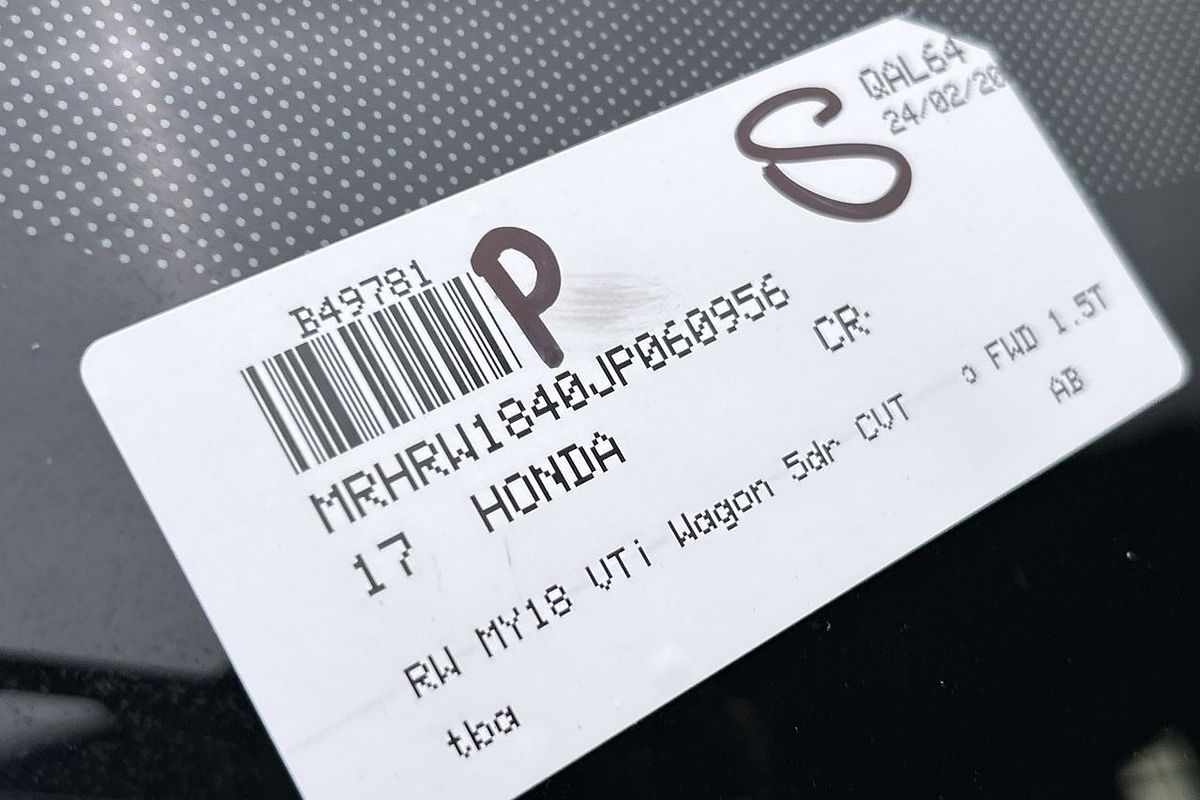 S
QAL64
24/02/20
B49781
P
MRHRW1840JP060956
17 HONDA CR-
RW MY18 VTi Wagon 5dr CVT FWD 1.5T
tba AB